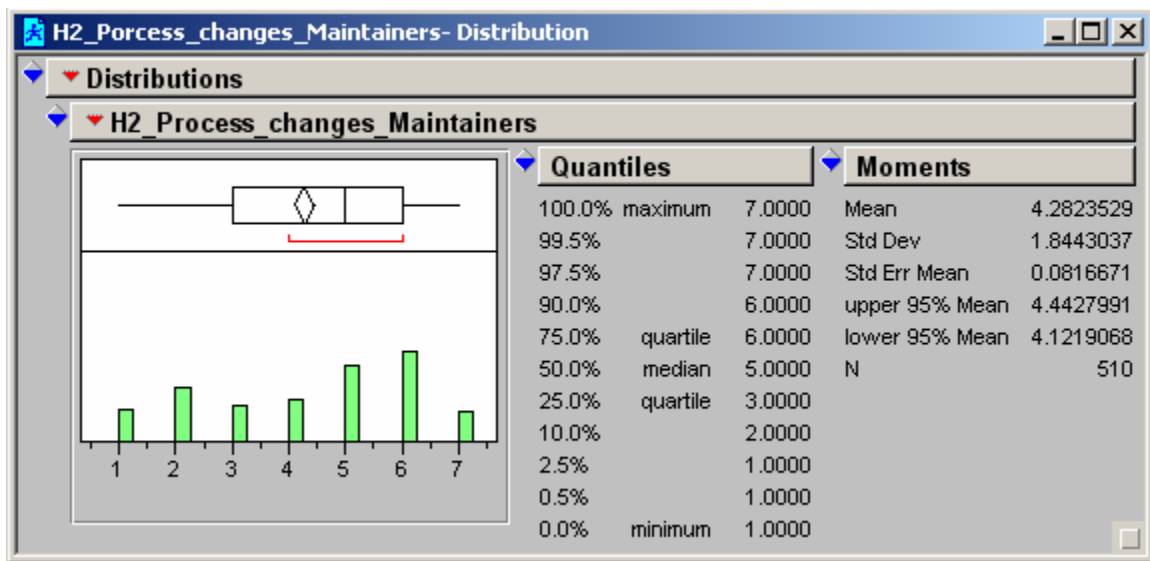 H2_Porcess_changes_Maintainers- Distribution
Distributions
H2_Process_changes_Maintainers
1 2 3 4 5 6 7
Quantiles
100.0% maximum 7.0000
99.5% 7.0000
97.5% 7.0000
90.0% 6.0000
75.0% quartile 6.0000
50.0% median 5.0000
25.0% quartile 3.0000
10.0% 2.0000
2.5% 1.0000
0.5% 1.0000
0.0% minimum 1.0000
Moments
Mean 4.2823529
Std Dev 1.8443037
Std Err Mean 0.0816671
upper 95% Mean 4.4427991
lower 95% Mean 4.1219068
N 510